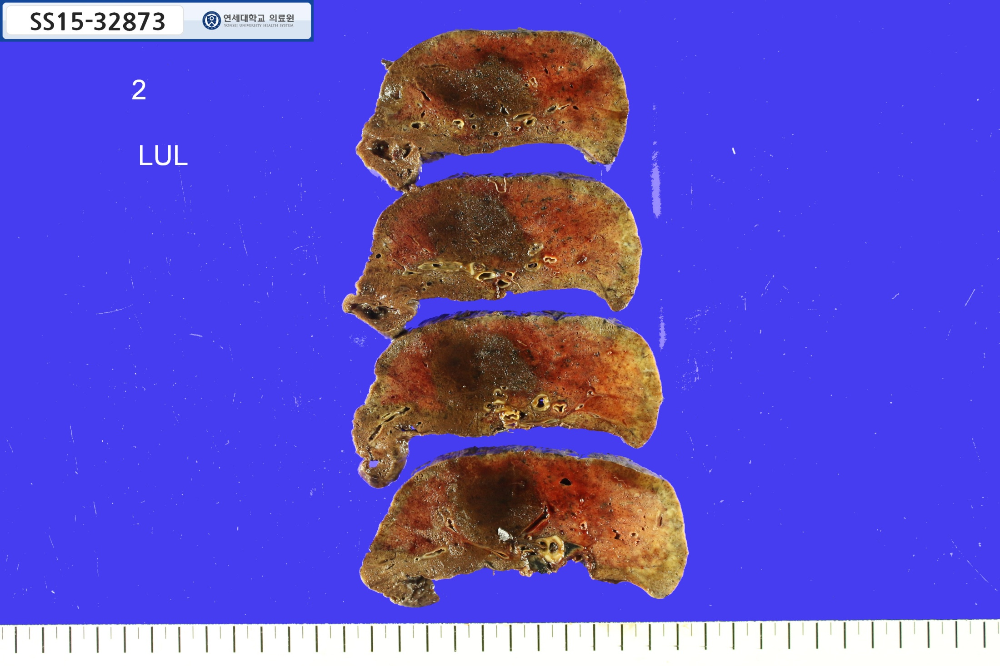 SS15-32873
연세대학교 의료원
YONSEI UNIVERSITY HEALTH SYSTEM
2
LUL